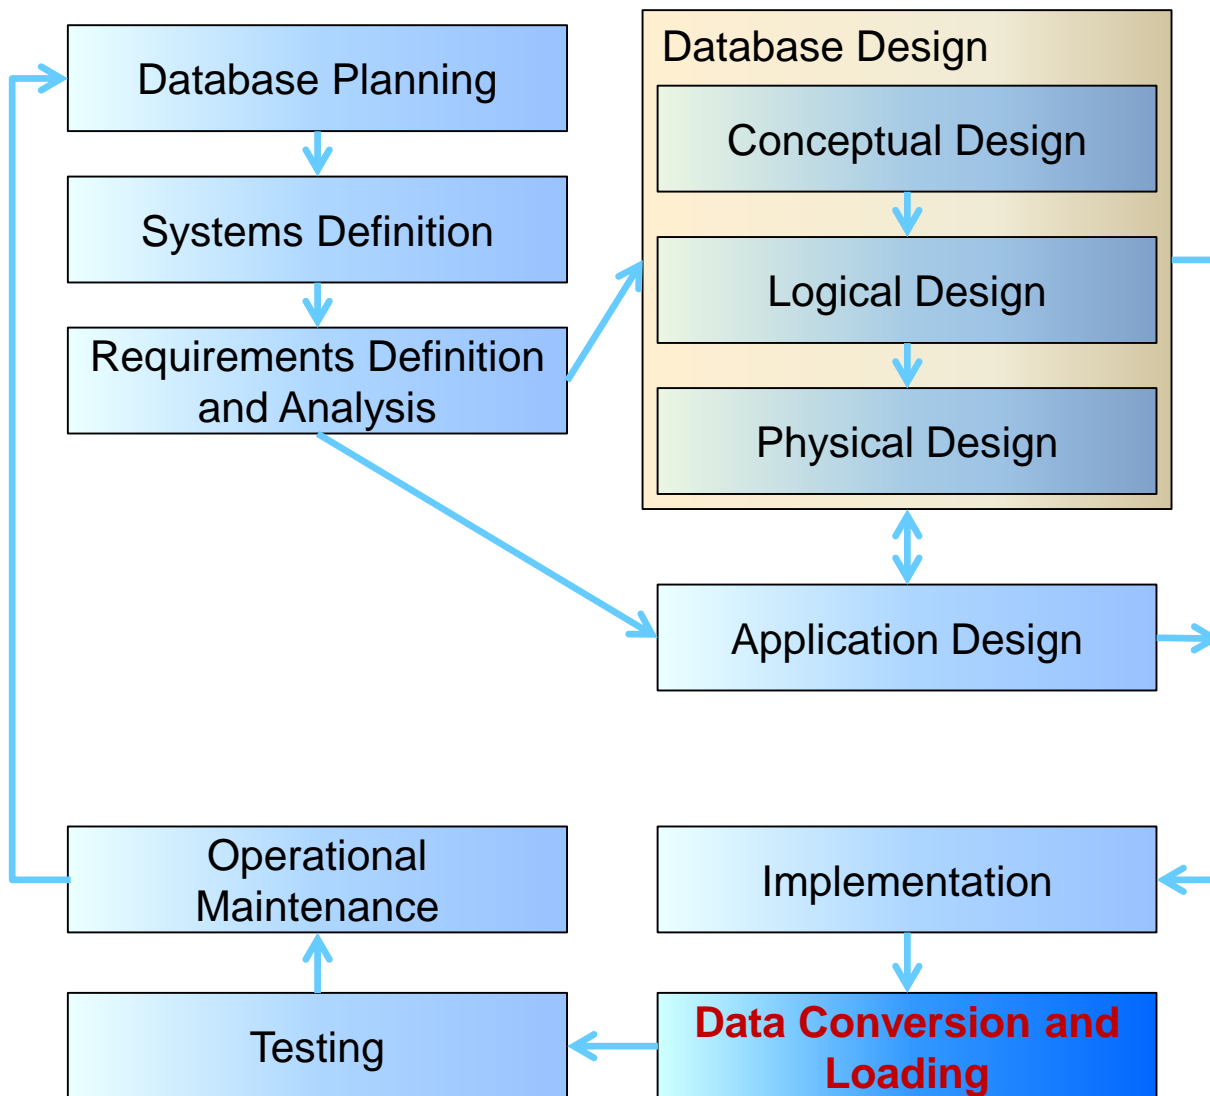 Database Planning
Systems Definition
Requirements Definition
and Analysis
Database Design
Conceptual Design
Logical Design
Physical Design
Application Design
Operational
Maintenance
Implementation
Testing
Data Conversion and
Loading